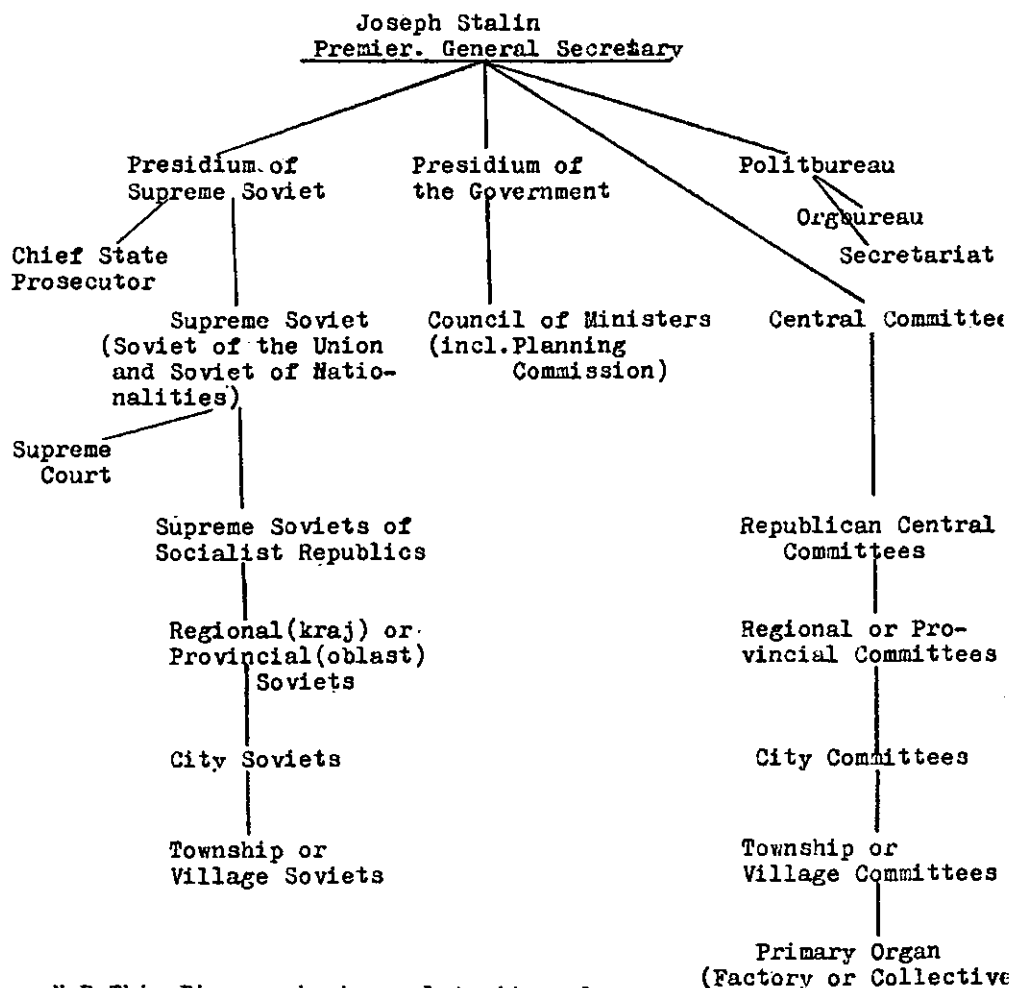 Joseph Stalin
Premier. General Secretary
Presidium of
Supreme Soviet
Presidium of
the Government
Politbureau
Orgbureau
Secretariat
Chief State
Prosecutor
Supreme Soviet
(Soviet of the Union
and Soviet of Natio-
nalities)
Council of Ministers
(incl.Planning
Commission)
Central Committee
Supreme
Court
Supreme Soviets of
Socialist Republics
Republican Central
Committees
Regional(kraj) or
Provincial(oblast)
Soviets
Regional or Pro-
vincial Committees
City Soviets
City Committees
Township or
Village Soviets
Township or
Village Committees
Primary Organ
(Factory or Collective